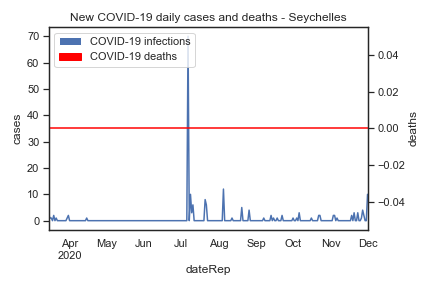 New COVID-19 daily cases and deaths - Seychelles
COVID-19 infections
COVID-19 deaths
cases
70
60
50
40
30
20
10
0
0.04
0.02
0.00
−0.02
−0.04
deaths
Apr May Jun Jul Aug Sep Oct Nov Dec
2020
dateRep